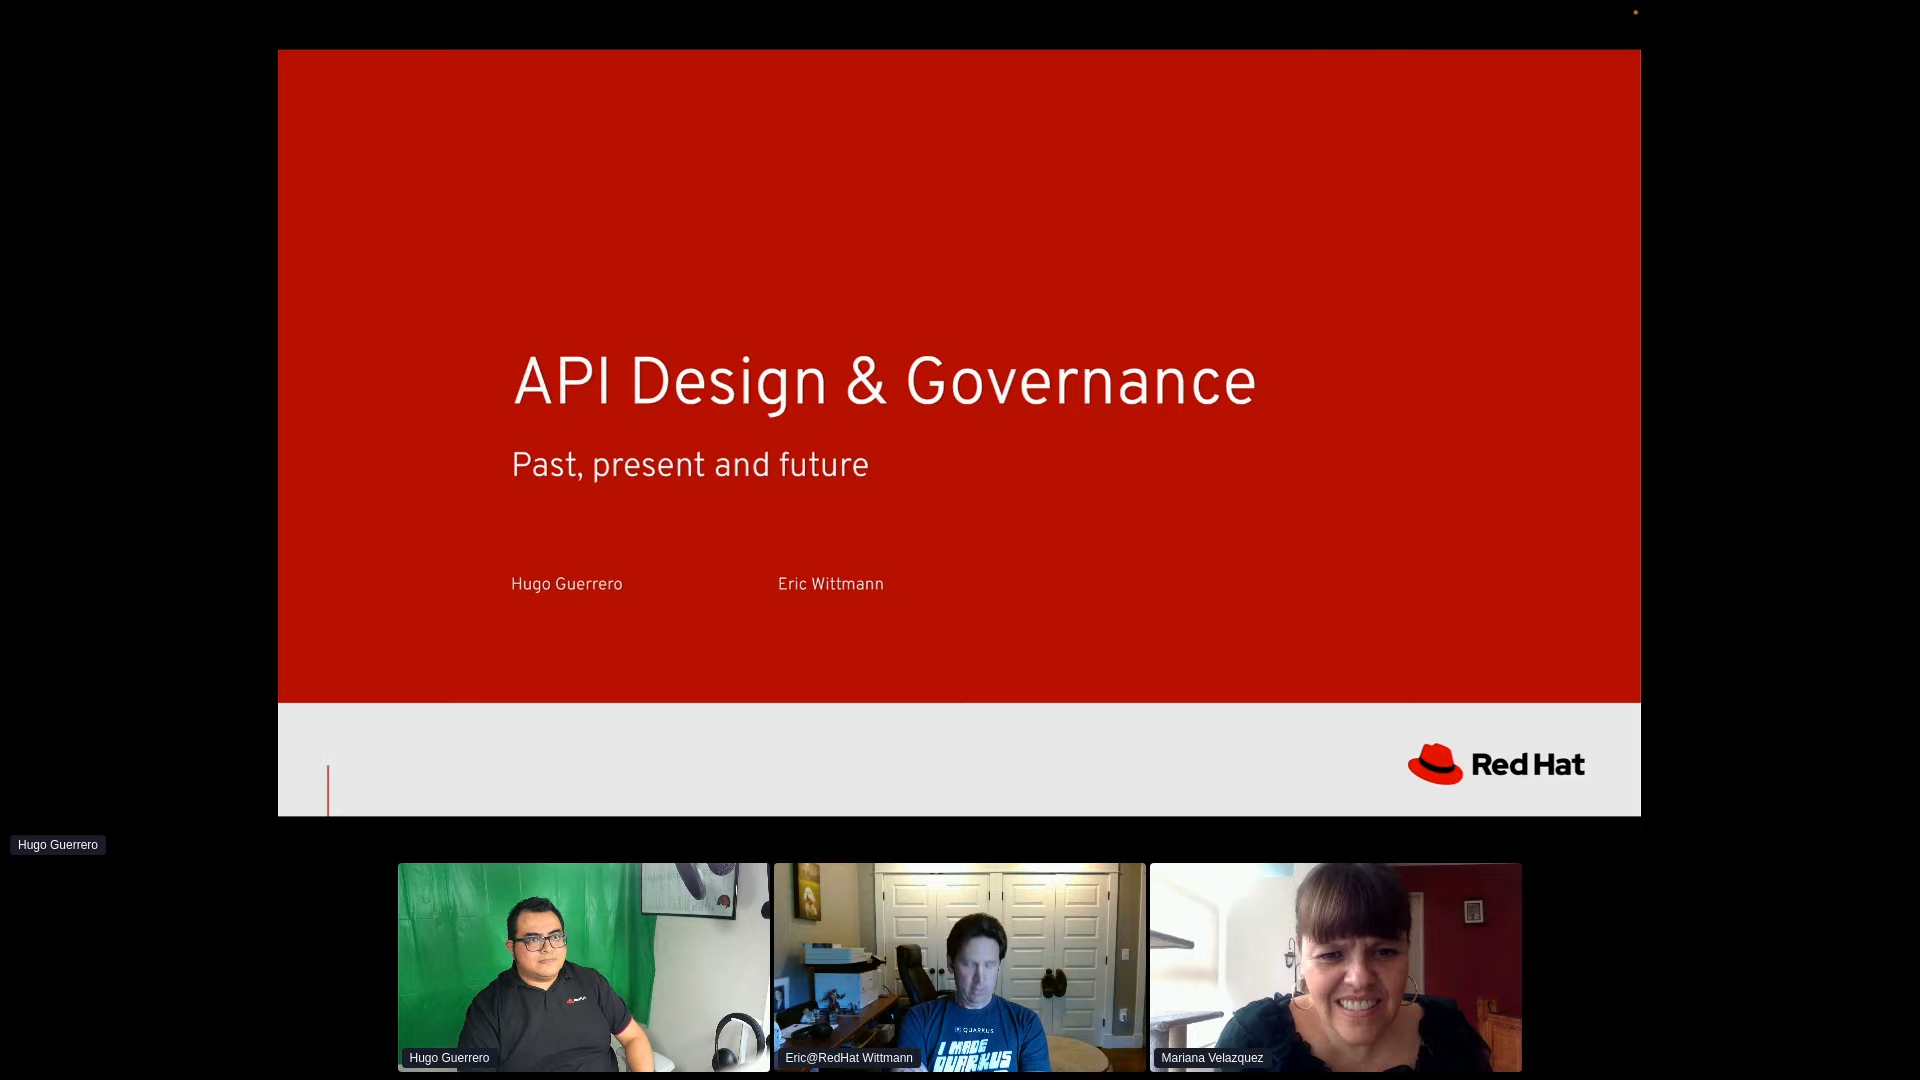 API Design & Governance
Past, present and future
Hugo Guerrero
Eric Wittmann
Red Hat
Hugo Guerrero
Hugo Guerrero
Eric@RedHat Wittmann
Mariana Velazquez
QUARKUS
I MADE
QUARKUS